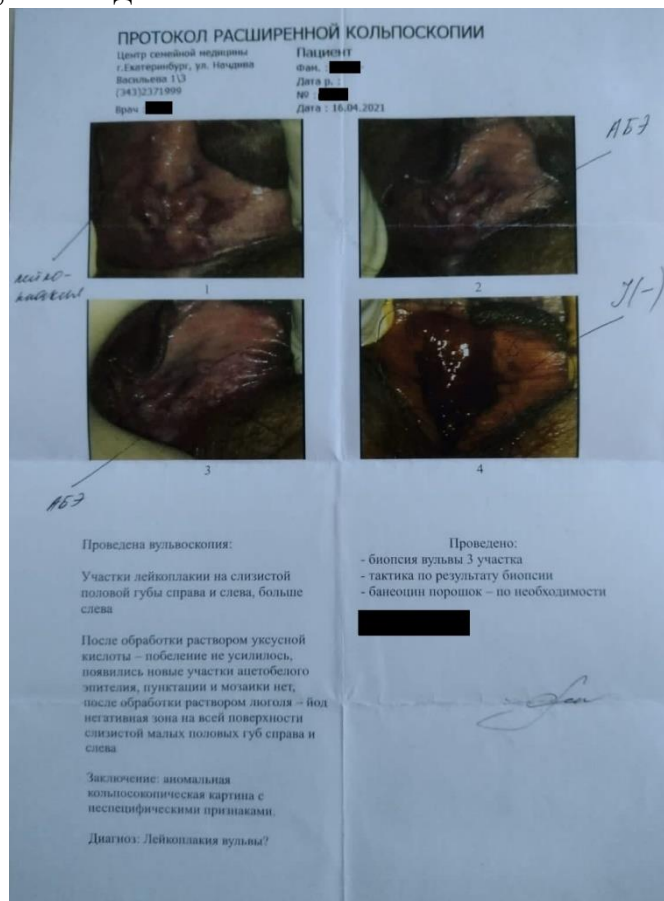 ПРОТОКОЛ РАСШИРЕННОЙ КОЛЬПОСКОПИИ
Центр семейной медицины
г.Екатеринбург, ул. Начдива
Васильева 1\3
(343)2371999
Врач
Пациент
Фам. :
Дата р. :
№ :
Дата : 16.04.2021
АБЭ
лейко-
1
2
J(-)
3
4
АБЭ
Проведена вульвоскопия:
Участки лейкоплакии на слизистой
половой губы справа и слева, больше
слева
После обработки раствором уксусной
кислоты – побеление не усилилось,
появились новые участки ацетобелого
эпителия, пунктации и мозаики нет,
после обработки раствором люголя – йод
негативная зона на всей поверхности
слизистой малых половых губ справа и
слева
Заключение: аномальная
кольпосокопическая картина с
неспецифическими признаками.
Диагноз: Лейкоплакия вульвы?
Проведено:
- биопсия вульвы 3 участка
- тактика по результату биопсии
- банеоцин порошок – по необходимости